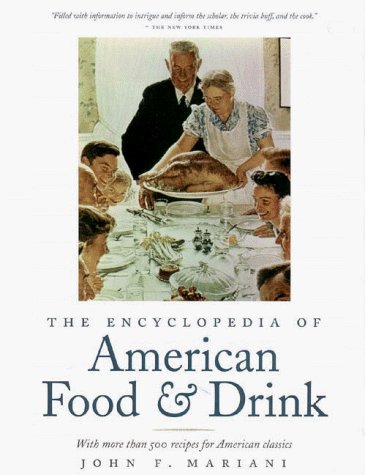 "Filled with information to intrigue and inform the scholar, the trivia buff, and the cook."
— THE NEW YORK TIMES
THE ENCYCLOPEDIA OF
American
Food & Drink
With more than 500 recipes for American classics
JOHN F. MARIANI